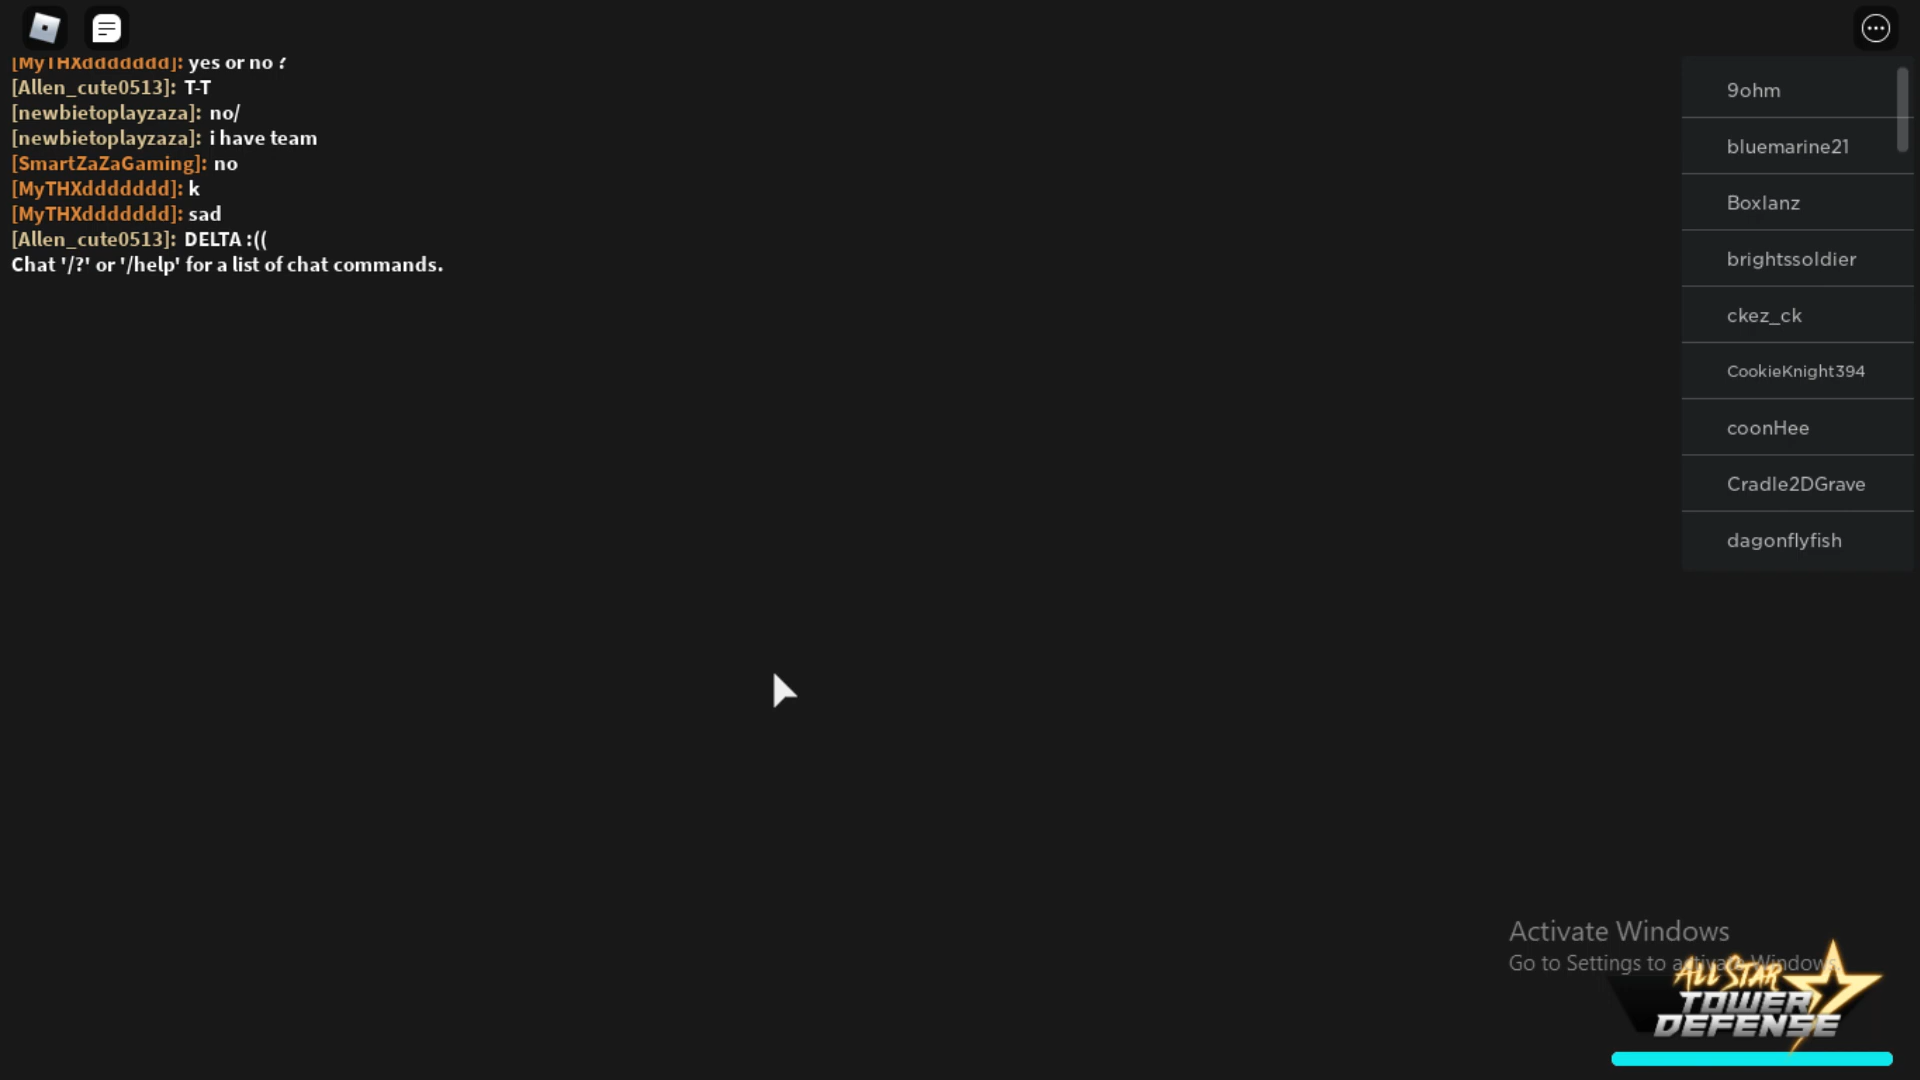 [MyTHXddddddd]: yes or no ?
[Allen_cute0513]: T-T
[newbietoplayzaza]: no/
[newbietoplayzaza]: i have team
[SmartZaZaGaming]: no
[MyTHXddddddd]: k
[MyTHXddddddd]: sad
[Allen_cute0513]: DELTA :((
Chat '/?' or '/help' for a list of chat commands.
9ohm
bluemarine21
Boxlanz
brightssoldier
ckez_ck
CookieKnight394
coonHee
Cradle2DGrave
dagonflyfish
Activate Windows
Go to Settings to activate Windows.
ALL STAR
TOWER
DEFENSE